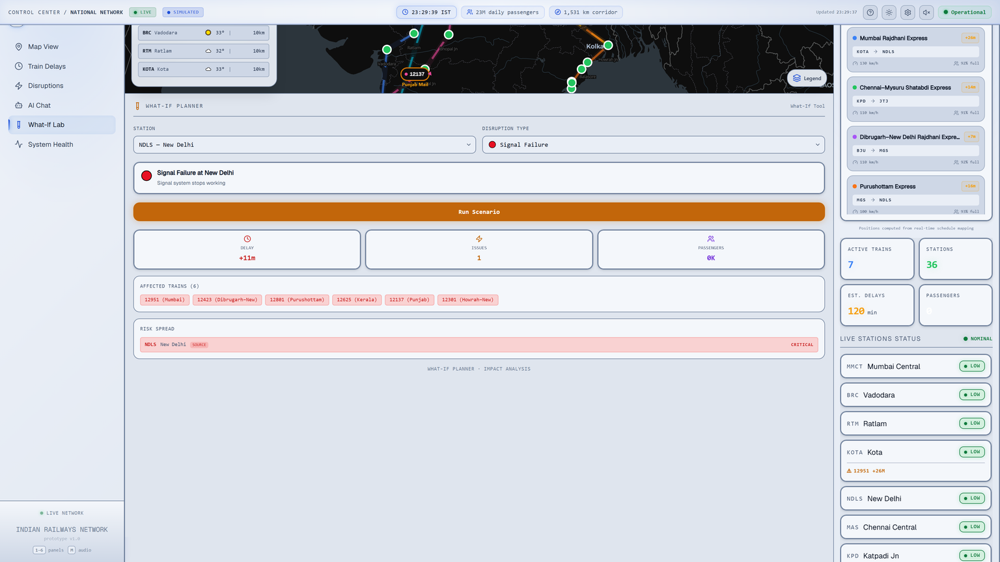 CONTROL CENTER / NATIONAL NETWORK
LIVE
SIMULATED
23:29:39 IST
23M daily passengers
1,531 km corridor
Updated 23:29:37
Operational
Map View
Train Delays
Disruptions
AI Chat
What-If Lab
System Health
LIVE NETWORK
INDIAN RAILWAYS NETWORK
prototype v1.0
1-6 panels M audio
BRC Vadodara 33° | 10km
RTM Ratlam 32° | 10km
KOTA Kota 33° | 10km
Ratlam
Bhopal Jn
Vadodara
12137
Punjab Mail
Kolka
Howrah Jn
Balasore
Legend
WHAT-IF PLANNER
What-If Tool
STATION
NDLS — New Delhi
DISRUPTION TYPE
Signal Failure
Signal Failure at New Delhi
Signal system stops working
Run Scenario
DELAY
+11m
ISSUES
1
PASSENGERS
0K
AFFECTED TRAINS (6)
12951 (Mumbai)
12423 (Dibrugarh–New)
12801 (Purushottam)
12625 (Kerala)
12137 (Punjab)
12301 (Howrah–New)
RISK SPREAD
NDLS New Delhi SOURCE
CRITICAL
WHAT-IF PLANNER · IMPACT ANALYSIS
Mumbai Rajdhani Express +26m
KOTA → NDLS
130 km/h 92% full
Chennai–Mysuru Shatabdi Express +14m
KPD → JTJ
110 km/h 91% full
Dibrugarh–New Delhi Rajdhani Expre… +7m
BJU → MGS
110 km/h 92% full
Purushottam Express +16m
MGS → NDLS
100 km/h 93% full
Positions computed from real-time schedule mapping
ACTIVE TRAINS
7
STATIONS
36
EST. DELAYS
120 min
PASSENGERS
0
LIVE STATIONS STATUS
NOMINAL
MMCT Mumbai Central LOW
BRC Vadodara LOW
RTM Ratlam LOW
KOTA Kota LOW
12951 +26M
NDLS New Delhi LOW
MAS Chennai Central LOW
KPD Katpadi Jn LOW